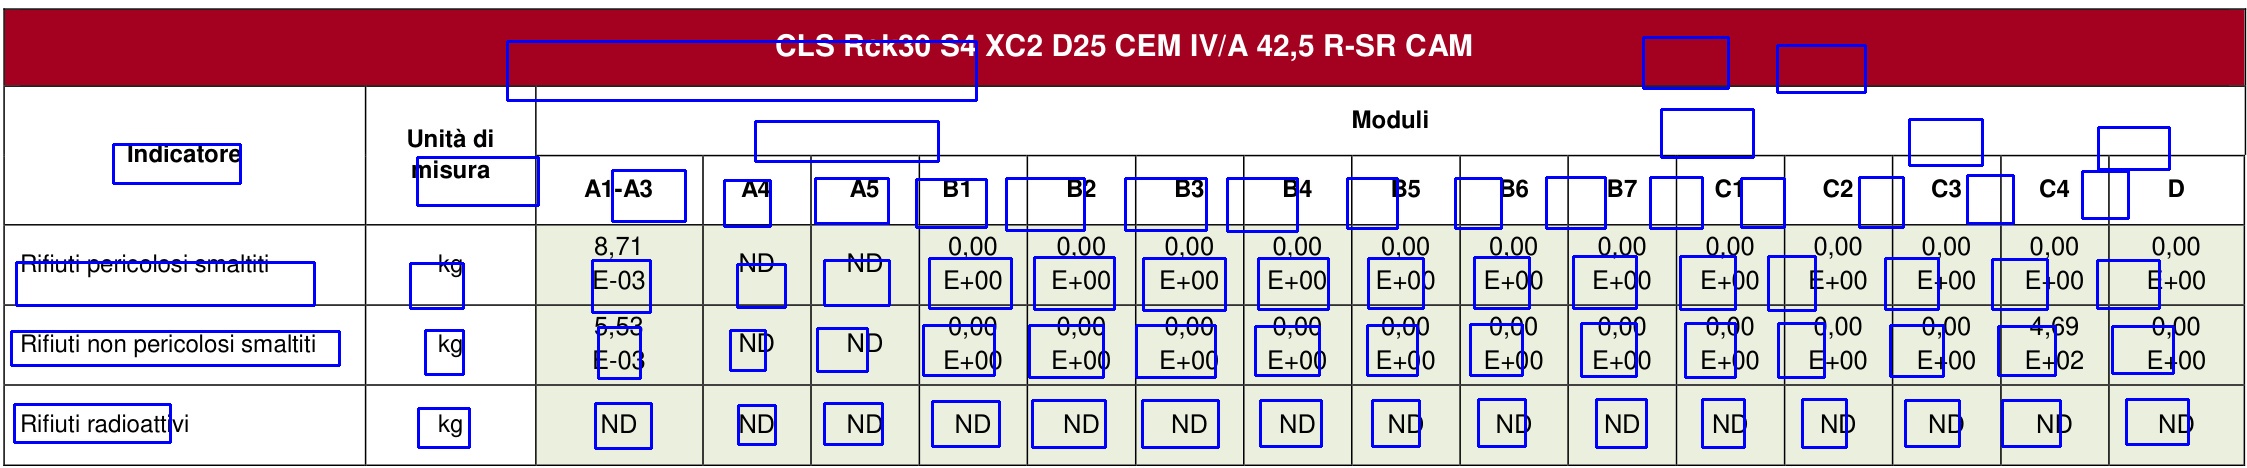 CLS Rck30 S4 XC2 D25 CEM IV/A 42,5 R-SR CAM
Indicatore Unità di misura Moduli
A1-A3 A4 A5 B1 B2 B3 B4 B5 B6 B7 C1 C2 C3 C4 D
Rifiuti pericolosi smaltiti kg 8,71 E-03 ND ND 0,00 E+00 0,00 E+00 0,00 E+00 0,00 E+00 0,00 E+00 0,00 E+00 0,00 E+00 0,00 E+00 0,00 E+00 0,00 E+00 0,00 E+00 0,00 E+00
Rifiuti non pericolosi smaltiti kg 5,53 E-03 ND ND 0,00 E+00 0,00 E+00 0,00 E+00 0,00 E+00 0,00 E+00 0,00 E+00 0,00 E+00 0,00 E+00 0,00 E+00 0,00 E+00 4,69 E+02 0,00 E+00
Rifiuti radioattivi kg ND ND ND ND ND ND ND ND ND ND ND ND ND ND ND